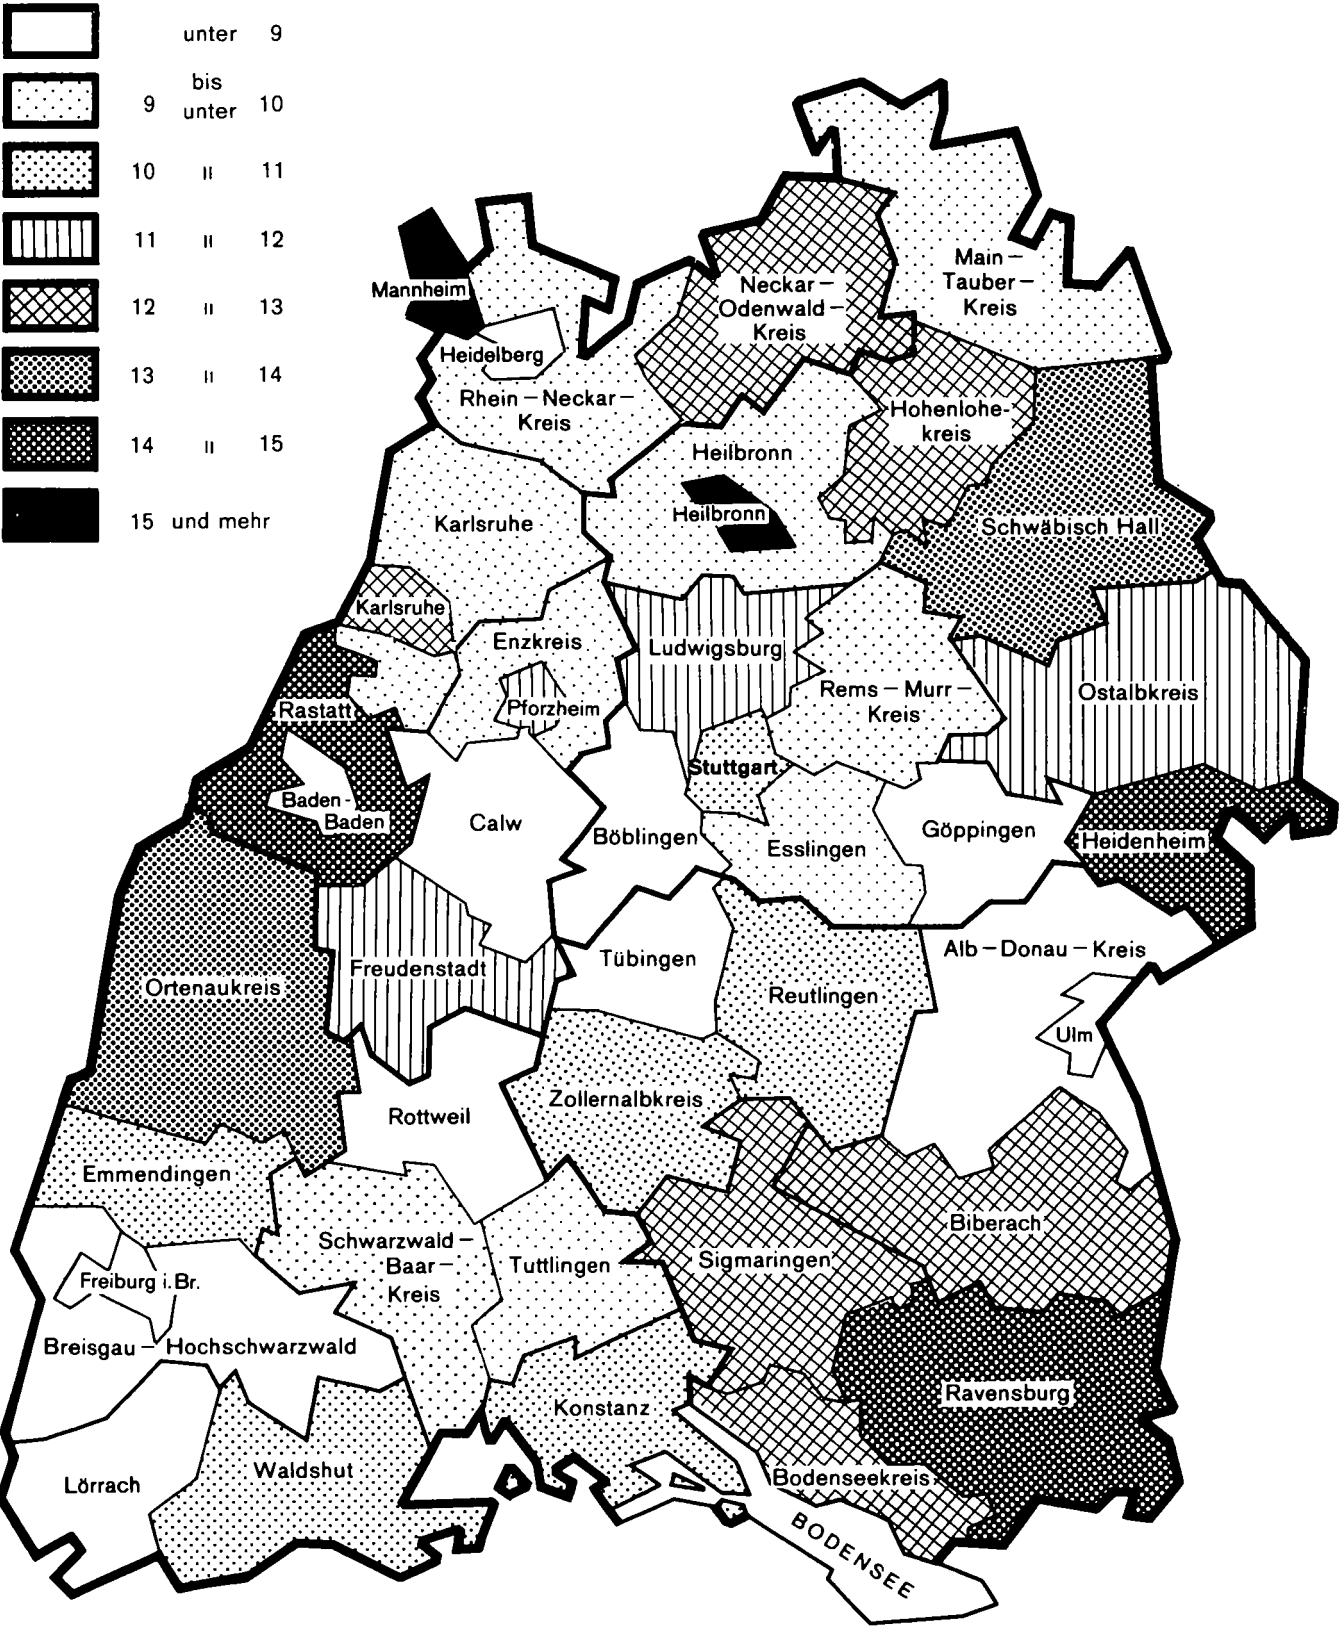 unter 9
bis
9 unter 10
10 " 11
11 " 12
12 " 13
13 " 14
14 " 15
15 und mehr
Main-
Tauber-
Kreis
Mannheim
Neckar-
Odenwald-
Kreis
Heidelberg
Rhein-Neckar-
Kreis
Hohenlohe-
kreis
Heilbronn
Heilbronn
Karlsruhe
Schwäbisch Hall
Karlsruhe
Enzkreis
Ludwigsburg
Rems-Murr-
Kreis
Ostalbkreis
Rastatt
Pforzheim
Stuttgart
Baden-
Baden
Calw
Böblingen
Esslingen
Göppingen
Heidenheim
Alb-Donau-Kreis
Tübingen
Freudenstadt
Ortenaukreis
Reutlingen
Ulm
Zollernalbkreis
Rottweil
Emmendingen
Biberach
Schwarzwald-
Baar-
Kreis
Tuttlingen
Sigmaringen
Freiburg i.Br.
Breisgau-Hochschwarzwald
Konstanz
Ravensburg
Lörrach
Waldshut
Bodenseekreis
BODENSEE